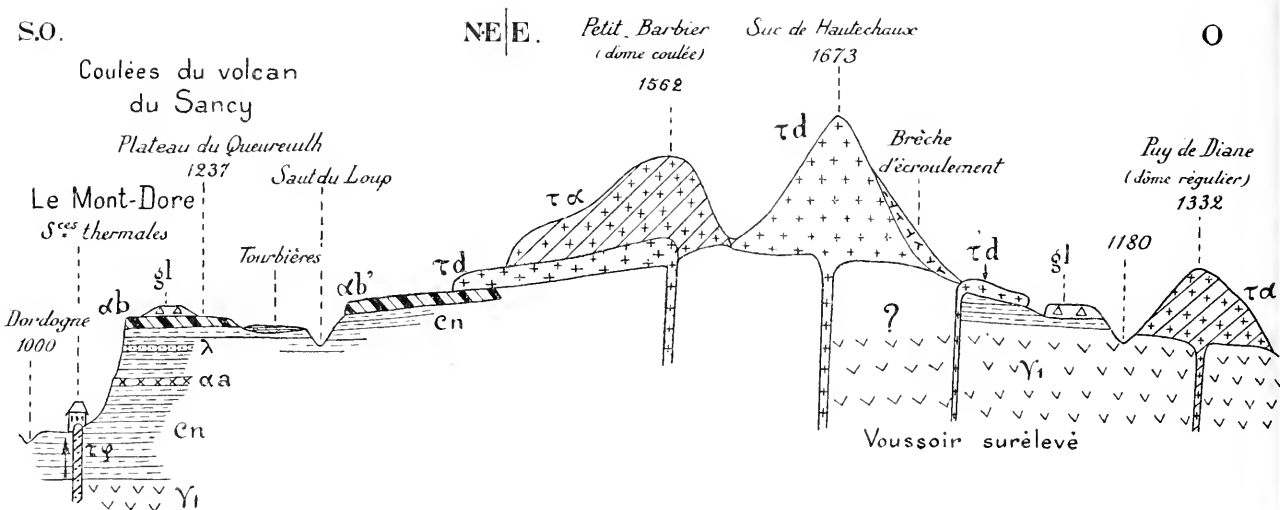 S.O.
N.E
E.
O
Petit Barbier
(dôme coulée)
1562
Suc de Hautechaux
1673
Coulées du volcan
du Sancy
Plateau du Queureuilh
1237
Saut du Loup
Le Mont-Dore
Sces thermales
Tourbières
Dordogne
1000
Brèche
d'écroulement
Puy de Diane
(dôme régulier)
1332
1180
τd
τα
τd
αb'
Cn
αb
gl
λ
αa
Cn
τφ
γ1
?
τd
gl
τα
γ1
Voussoir surélevé